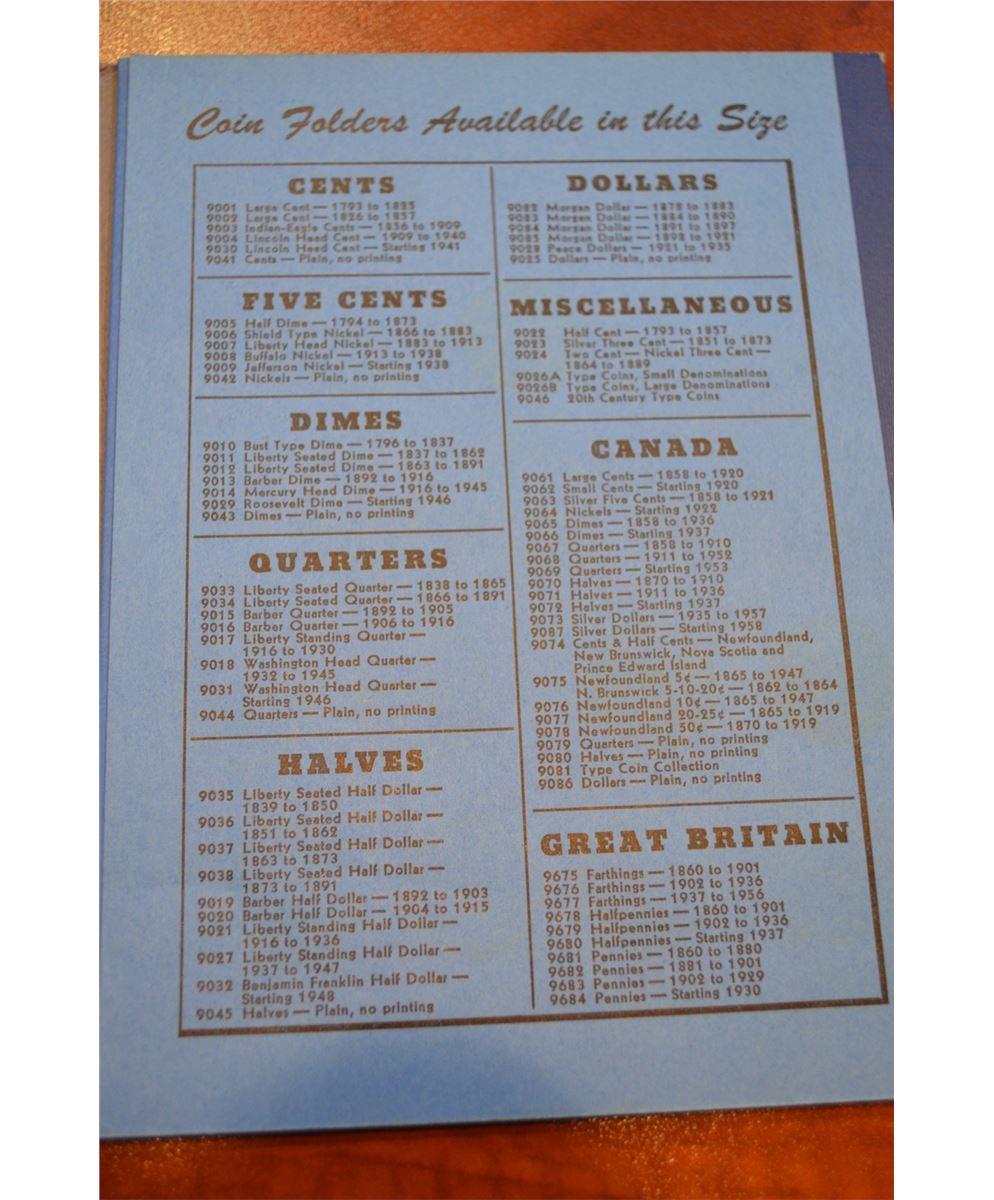 Coin Folders Available in this Size
CENTS
9001 Large Cent — 1793 to 1825
9002 Large Cent — 1826 to 1857
9003 Indian-Eagle Cents — 1856 to 1909
9004 Lincoln Head Cent — 1909 to 1940
9030 Lincoln Head Cent — Starting 1941
9041 Cents — Plain, no printing
FIVE CENTS
9005 Half Dime — 1794 to 1873
9006 Shield Type Nickel — 1866 to 1883
9007 Liberty Head Nickel — 1883 to 1913
9008 Buffalo Nickel — 1913 to 1938
9009 Jefferson Nickel — Starting 1938
9042 Nickels — Plain, no printing
DIMES
9010 Bust Type Dime — 1796 to 1837
9011 Liberty Seated Dime — 1837 to 1862
9012 Liberty Seated Dime — 1863 to 1891
9013 Barber Dime — 1892 to 1916
9014 Mercury Head Dime — 1916 to 1945
9029 Roosevelt Dime — Starting 1946
9043 Dimes — Plain, no printing
QUARTERS
9033 Liberty Seated Quarter — 1838 to 1865
9034 Liberty Seated Quarter — 1866 to 1891
9015 Barber Quarter — 1892 to 1905
9016 Barber Quarter — 1906 to 1916
9017 Liberty Standing Quarter —
1916 to 1930
9018 Washington Head Quarter —
1932 to 1945
9031 Washington Head Quarter —
Starting 1946
9044 Quarters — Plain, no printing
HALVES
9035 Liberty Seated Half Dollar —
1839 to 1850
9036 Liberty Seated Half Dollar —
1851 to 1862
9037 Liberty Seated Half Dollar —
1863 to 1873
9038 Liberty Seated Half Dollar —
1873 to 1891
9019 Barber Half Dollar — 1892 to 1903
9020 Barber Half Dollar — 1904 to 1915
9021 Liberty Standing Half Dollar —
1916 to 1936
9027 Liberty Standing Half Dollar —
1937 to 1947
9032 Benjamin Franklin Half Dollar —
Starting 1948
9045 Halves — Plain, no printing
DOLLARS
9082 Morgan Dollar — 1878 to 1883
9083 Morgan Dollar — 1884 to 1890
9084 Morgan Dollar — 1891 to 1897
9085 Morgan Dollar — 1898 to 1921
9028 Peace Dollars — 1921 to 1935
9025 Dollars — Plain, no printing
MISCELLANEOUS
9022 Half Cent — 1793 to 1857
9023 Silver Three Cent — 1851 to 1873
9024 Two Cent — Nickel Three Cent —
1864 to 1889
9026A Type Coins, Small Denominations
9026B Type Coins, Large Denominations
9046 20th Century Type Coins
CANADA
9061 Large Cents — 1858 to 1920
9062 Small Cents — Starting 1920
9063 Silver Five Cents — 1858 to 1921
9064 Nickels — Starting 1922
9065 Dimes — 1858 to 1936
9066 Dimes — Starting 1937
9067 Quarters — 1858 to 1910
9068 Quarters — 1911 to 1952
9069 Quarters — Starting 1953
9070 Halves — 1870 to 1910
9071 Halves — 1911 to 1936
9072 Halves — Starting 1937
9073 Silver Dollars — 1935 to 1957
9087 Silver Dollars — Starting 1958
9074 Cents & Half Cents — Newfoundland,
New Brunswick, Nova Scotia and
Prince Edward Island
9075 Newfoundland 5¢ — 1865 to 1947
N. Brunswick 5-10-20¢ — 1862 to 1864
9076 Newfoundland 10¢ — 1865 to 1947
9077 Newfoundland 20-25¢ — 1865 to 1919
9078 Newfoundland 50¢ — 1870 to 1919
9079 Quarters — Plain, no printing
9080 Halves — Plain, no printing
9081 Type Coin Collection
9086 Dollars — Plain, no printing
GREAT BRITAIN
9675 Farthings — 1860 to 1901
9676 Farthings — 1902 to 1936
9677 Farthings — 1937 to 1956
9678 Halfpennies — 1860 to 1901
9679 Halfpennies — 1902 to 1936
9680 Halfpennies — Starting 1937
9681 Pennies — 1860 to 1880
9682 Pennies — 1881 to 1901
9683 Pennies — 1902 to 1929
9684 Pennies — Starting 1930